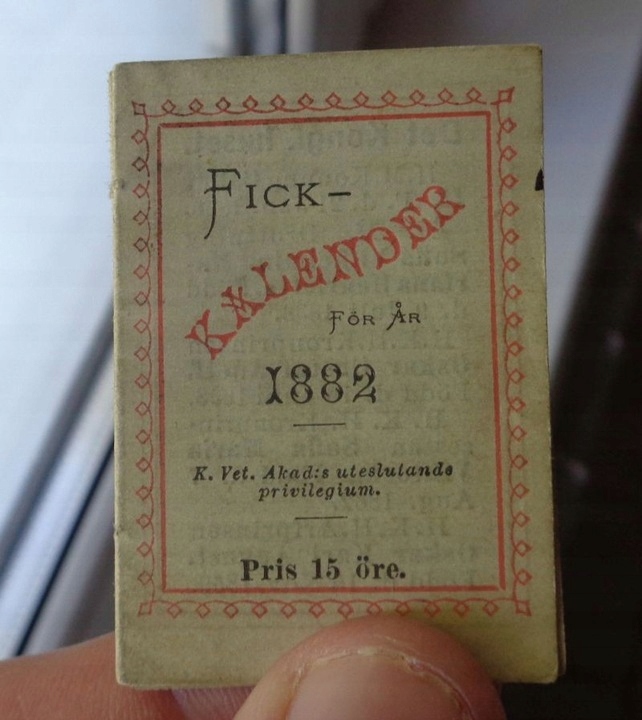 FICK-
KALENDER
FÖR ÅR
1882
K. Vet. Akad:s uteslutande
privilegium.
Pris 15 öre.